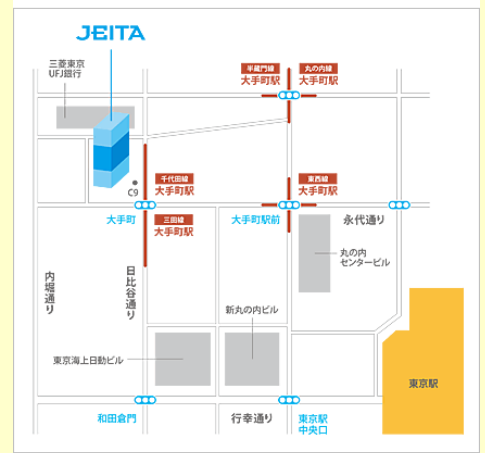 JEITA
三菱東京
UFJ銀行
半蔵門線
大手町駅
丸の内線
大手町駅
千代田線
大手町駅
C9
東西線
大手町駅
大手町
三田線
大手町駅
大手町駅前
永代通り
丸の内
センタービル
内堀通り
日比谷通り
新丸の内ビル
東京海上日動ビル
東京駅
和田倉門
行幸通り
東京駅
中央口